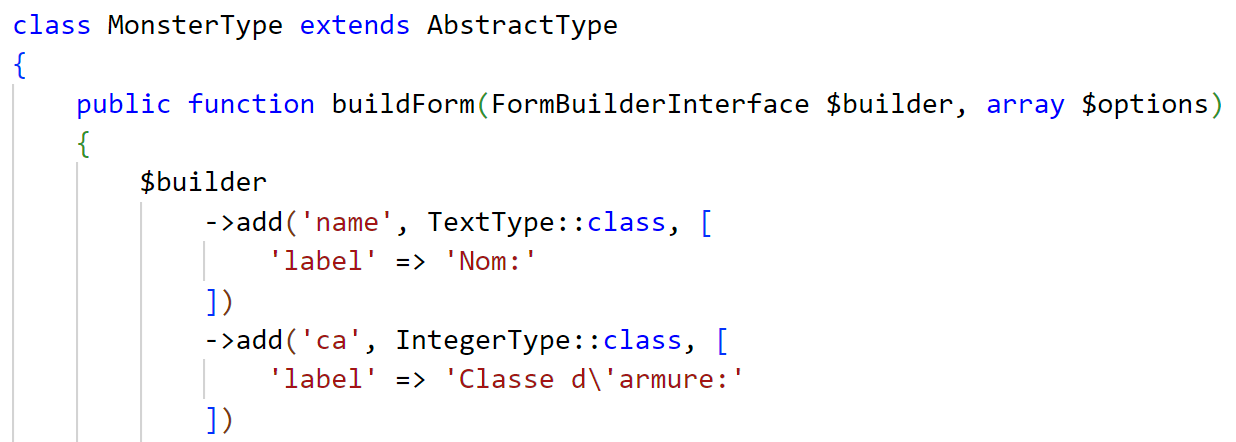 class MonsterType extends AbstractType
{
    public function buildForm(FormBuilderInterface $builder, array $options)
    {
        $builder
            ->add('name', TextType::class, [
                'label' => 'Nom:'
            ])
            ->add('ca', IntegerType::class, [
                'label' => 'Classe d\'armure:'
            ])